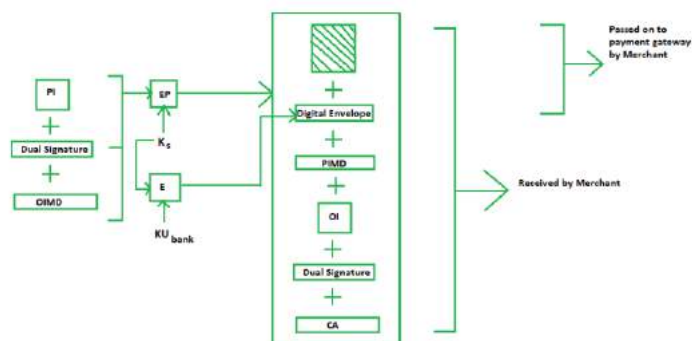 PI
+
Dual Signature
+
OIMD
EP
K s
E
KU bank
+
Digital Envelope
+
PIMD
+
OI
+
Dual Signature
+
CA
Received by Merchant
Passed on to
payment gateway
by Merchant